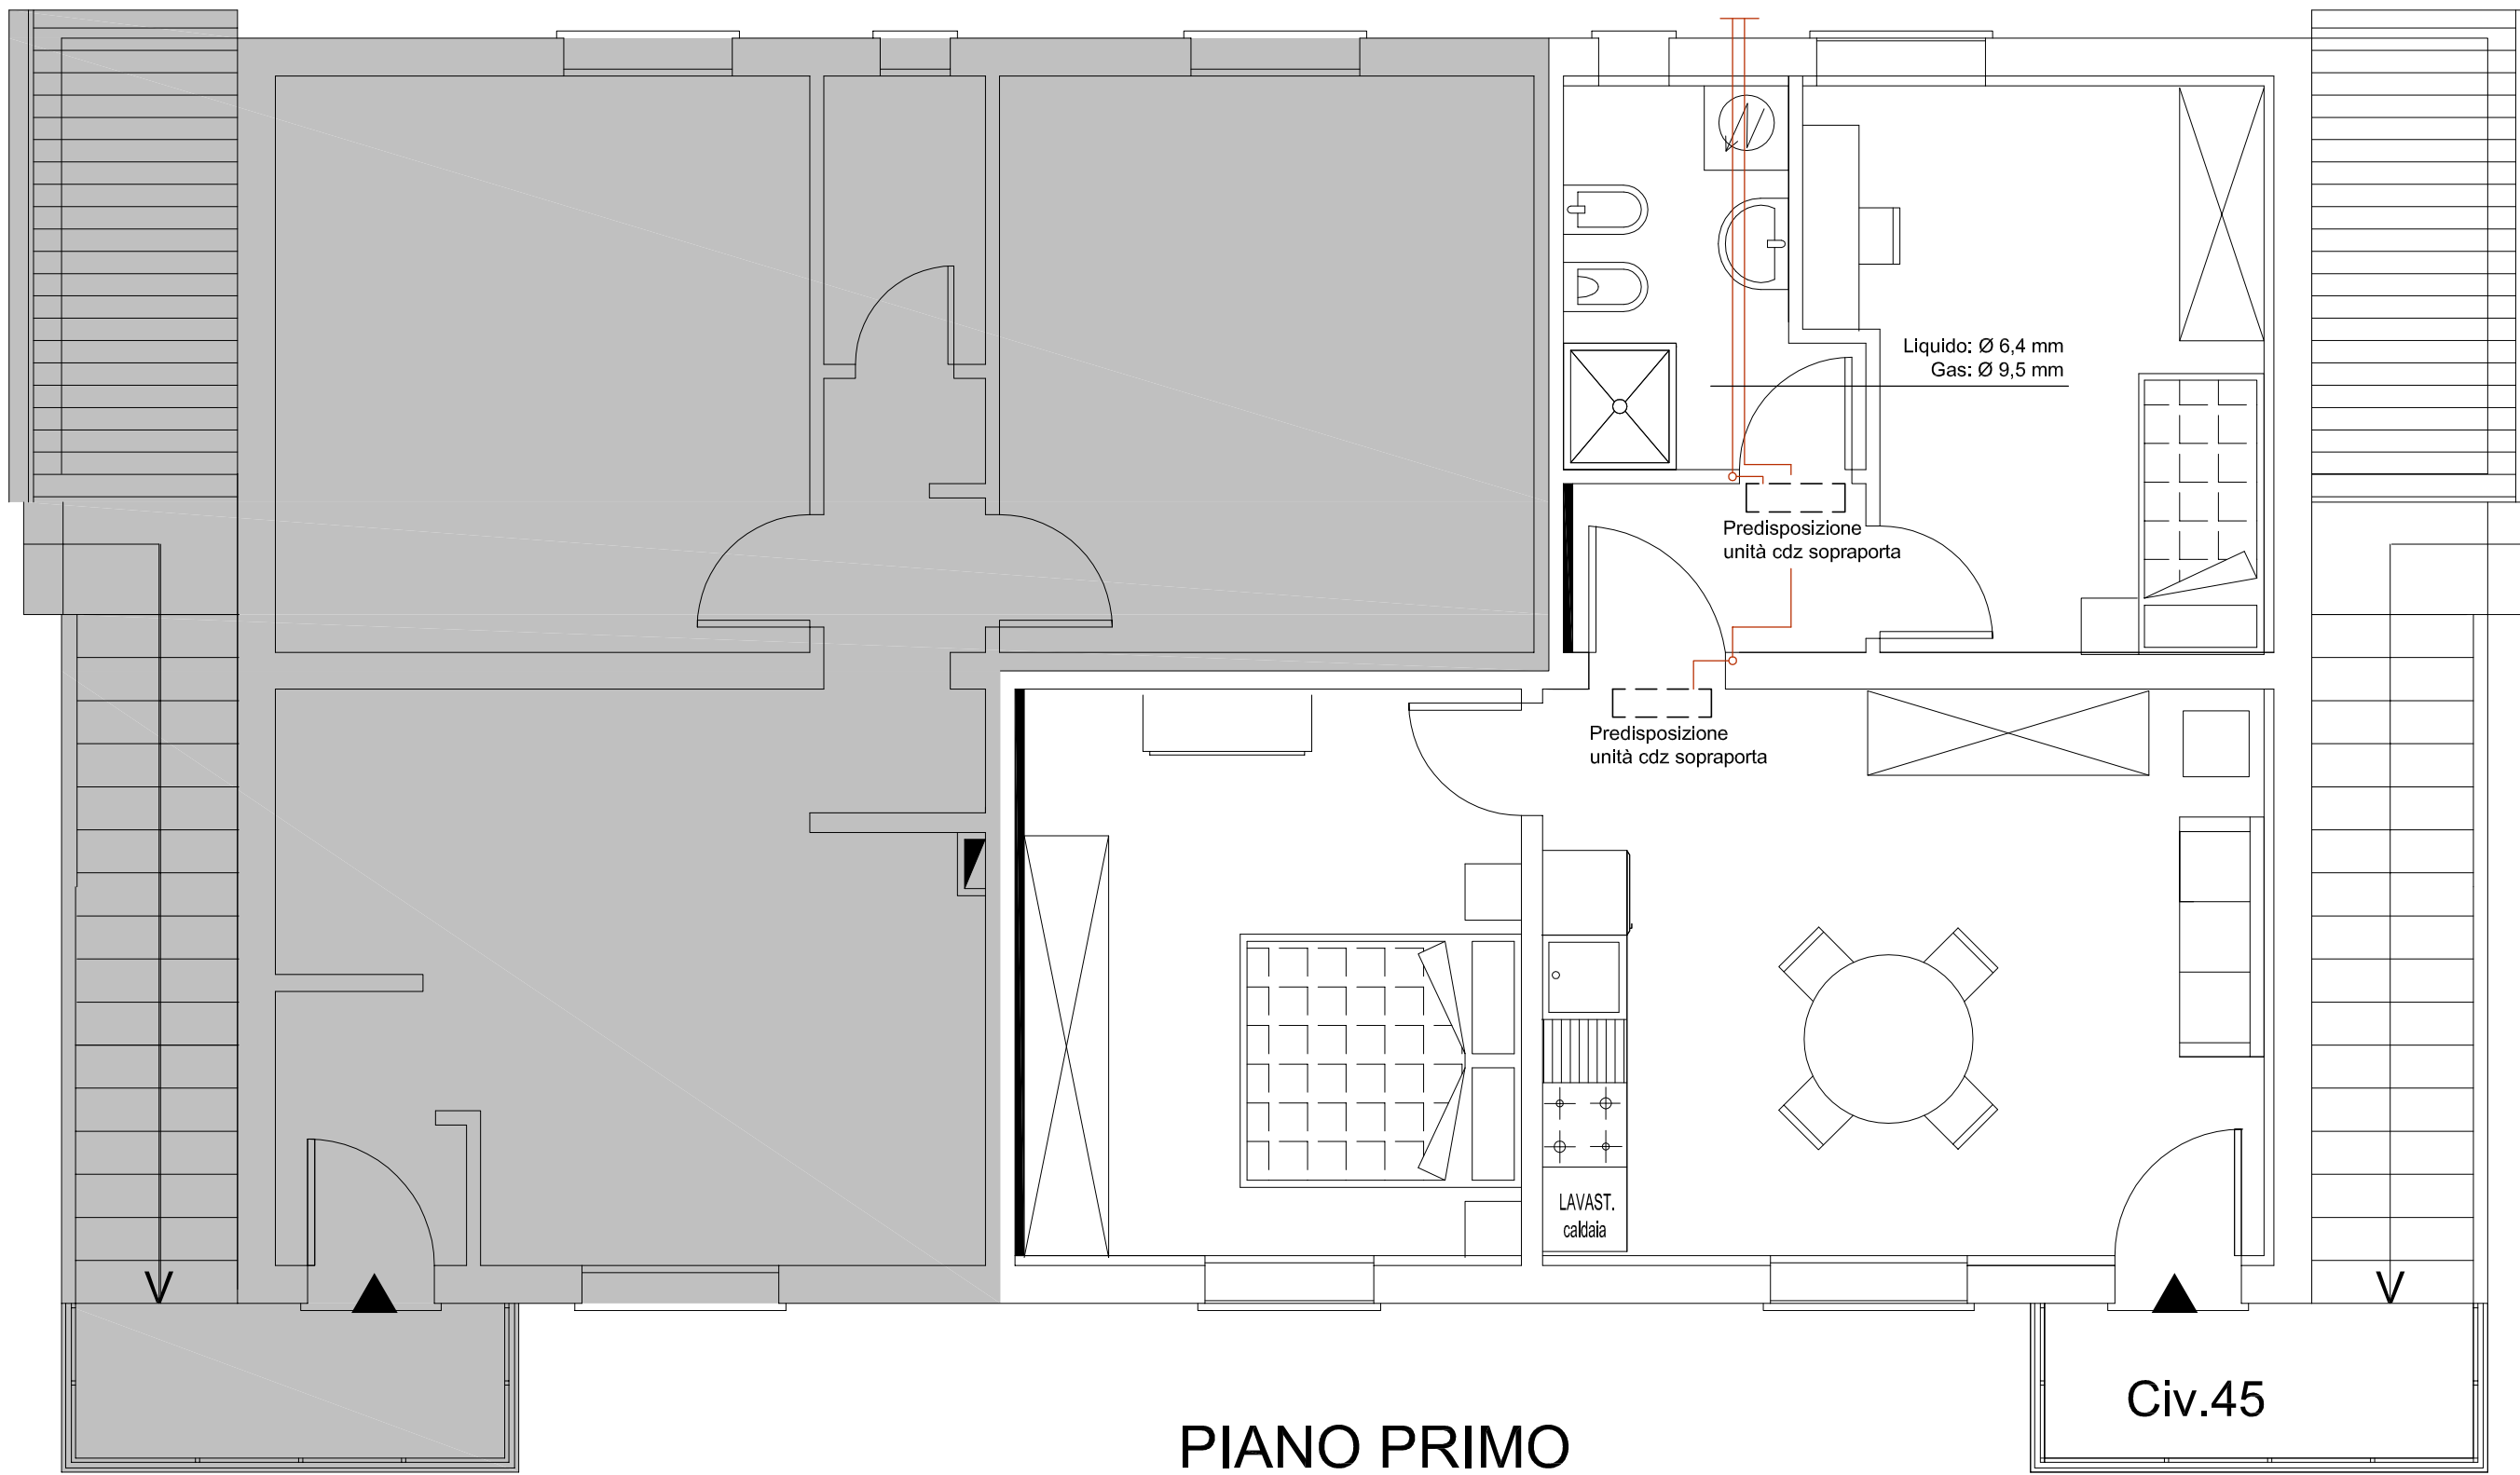 Liquido: Ø 6,4 mm
Gas: Ø 9,5 mm
Predisposizione
unità cdz sopraporta
Predisposizione
unità cdz sopraporta
LAVAST.
caldaia
V
V
Civ.45
PIANO PRIMO